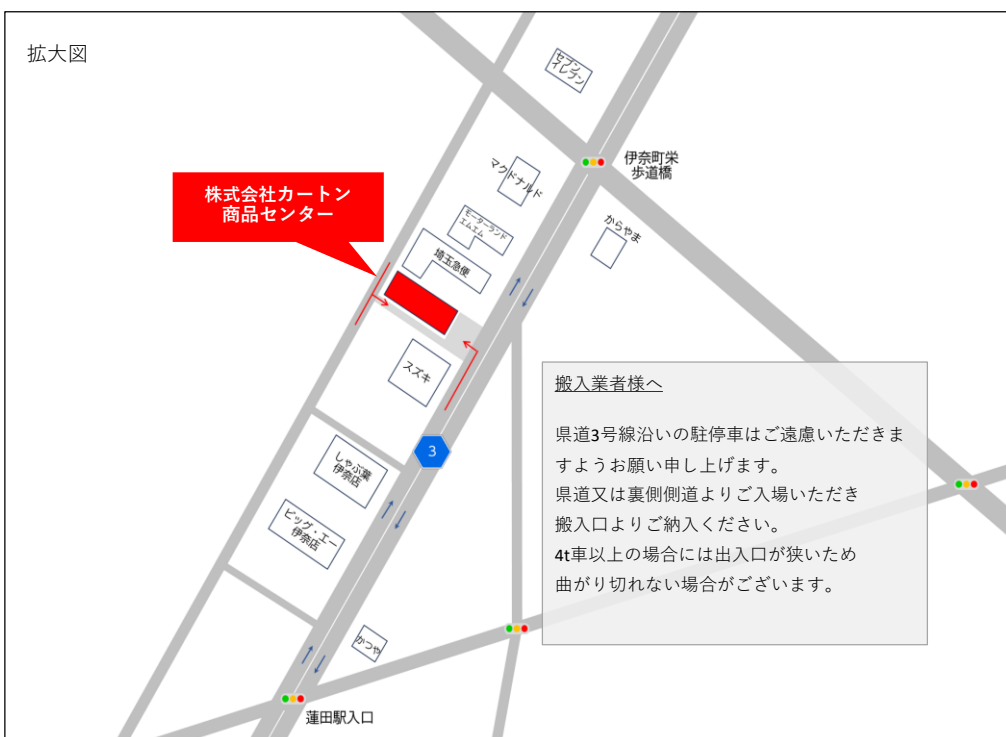 拡大図
セブン
イレブン
伊奈町栄
歩道橋
マクドナルド
株式会社カートン
商品センター
モーターランド
エムエム
からやま
埼玉急便
スズキ
搬入業者様へ
県道3号線沿いの駐停車はご遠慮いただきま
すようお願い申し上げます。
県道又は裏側側道よりご入場いただき
搬入口よりご納入ください。
4t車以上の場合には出入口が狭いため
曲がり切れない場合がございます。
3
しゃぶ葉
伊奈店
ビッグ・エー
伊奈店
かつや
蓮田駅入口